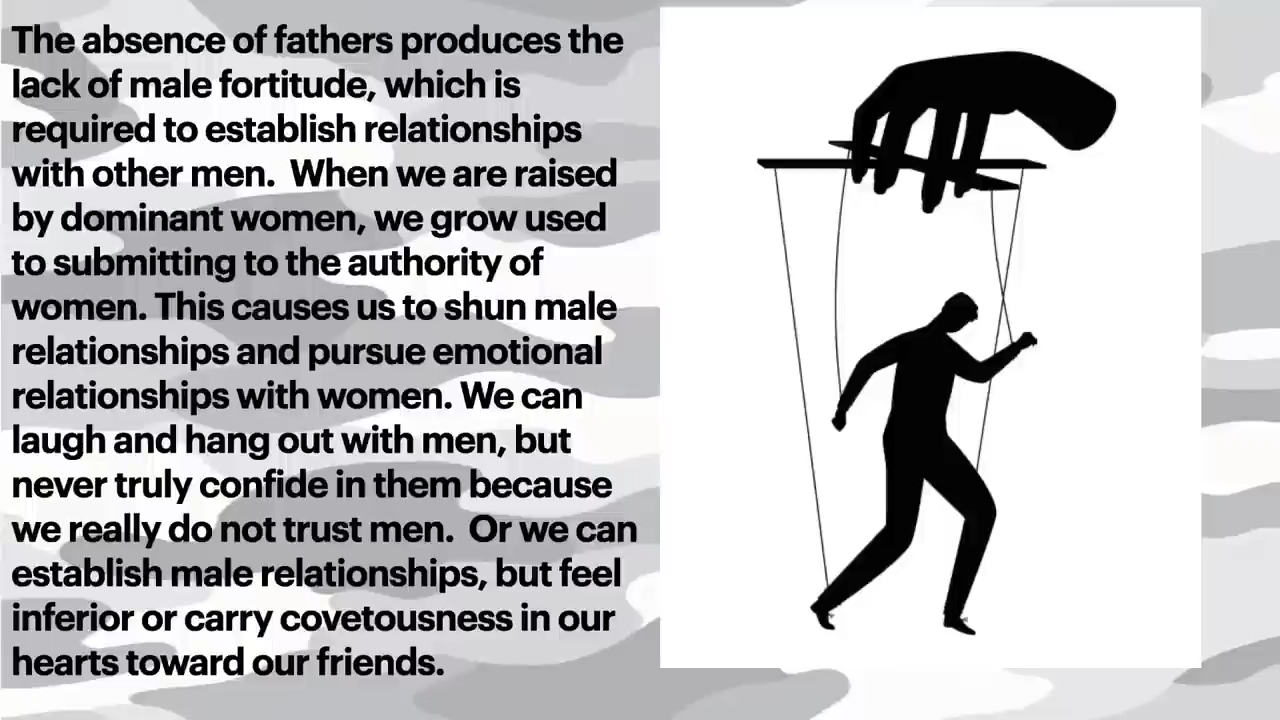 The absence of fathers produces the
lack of male fortitude, which is
required to establish relationships
with other men.  When we are raised
by dominant women, we grow used
to submitting to the authority of
women. This causes us to shun male
relationships and pursue emotional
relationships with women. We can
laugh and hang out with men, but
never truly confide in them because
we really do not trust men.  Or we can
establish male relationships, but feel
inferior or carry covetousness in our
hearts toward our friends.